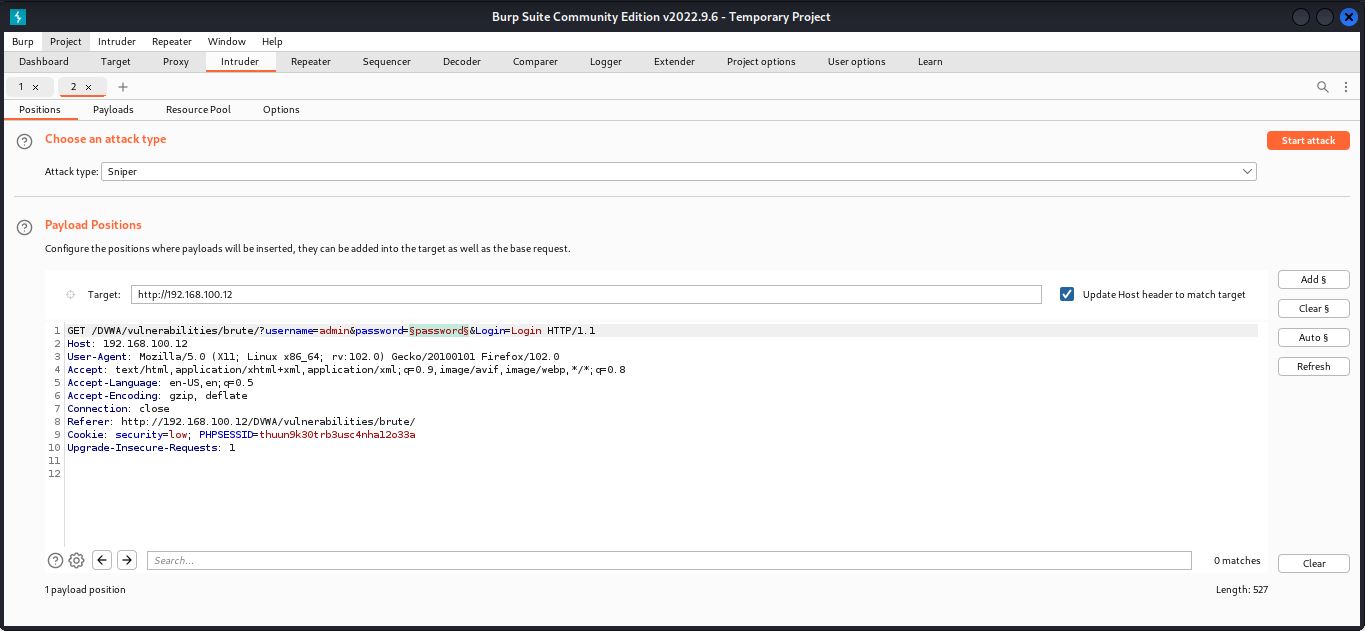 Burp Suite Community Edition v2022.9.6 - Temporary Project
Burp Project Intruder Repeater Window Help
Dashboard Target Proxy Intruder Repeater Sequencer Decoder Comparer Logger Extender Project options User options Learn
1 × 2 × +
Positions Payloads Resource Pool Options
? Choose an attack type Start attack
Attack type: Sniper
? Payload Positions
Configure the positions where payloads will be inserted, they can be added into the target as well as the base request.
Add §
Target: http://192.168.100.12 Update Host header to match target
Clear §
1 GET /DVWA/vulnerabilities/brute/?username=admin&password=§password§&Login=Login HTTP/1.1
Auto §
2 Host: 192.168.100.12
3 User-Agent: Mozilla/5.0 (X11; Linux x86_64; rv:102.0) Gecko/20100101 Firefox/102.0
Refresh
4 Accept: text/html,application/xhtml+xml,application/xml;q=0.9,image/avif,image/webp,*/*;q=0.8
5 Accept-Language: en-US,en;q=0.5
6 Accept-Encoding: gzip, deflate
7 Connection: close
8 Referer: http://192.168.100.12/DVWA/vulnerabilities/brute/
9 Cookie: security=low; PHPSESSID=thuun9k30trb3usc4nha12o33a
10 Upgrade-Insecure-Requests: 1
11
12
? Search... 0 matches Clear
1 payload position Length: 527